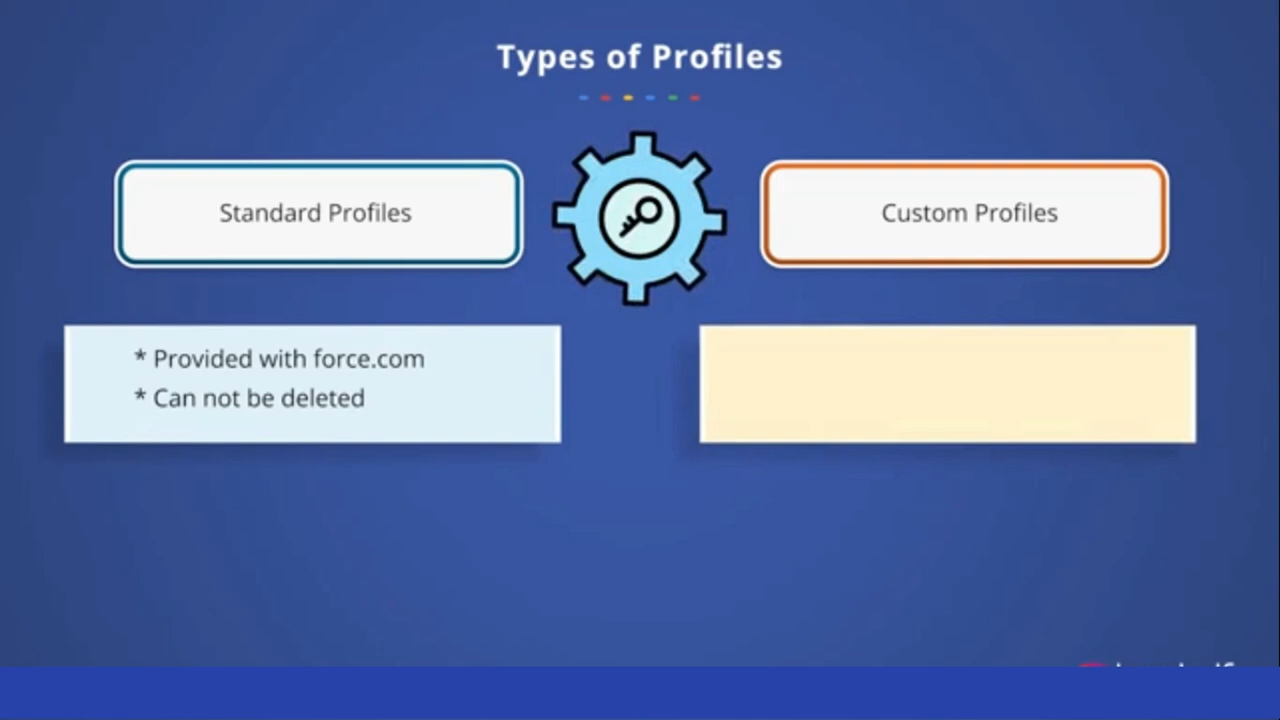 Types of Profiles
Standard Profiles
Custom Profiles
* Provided with force.com
* Can not be deleted